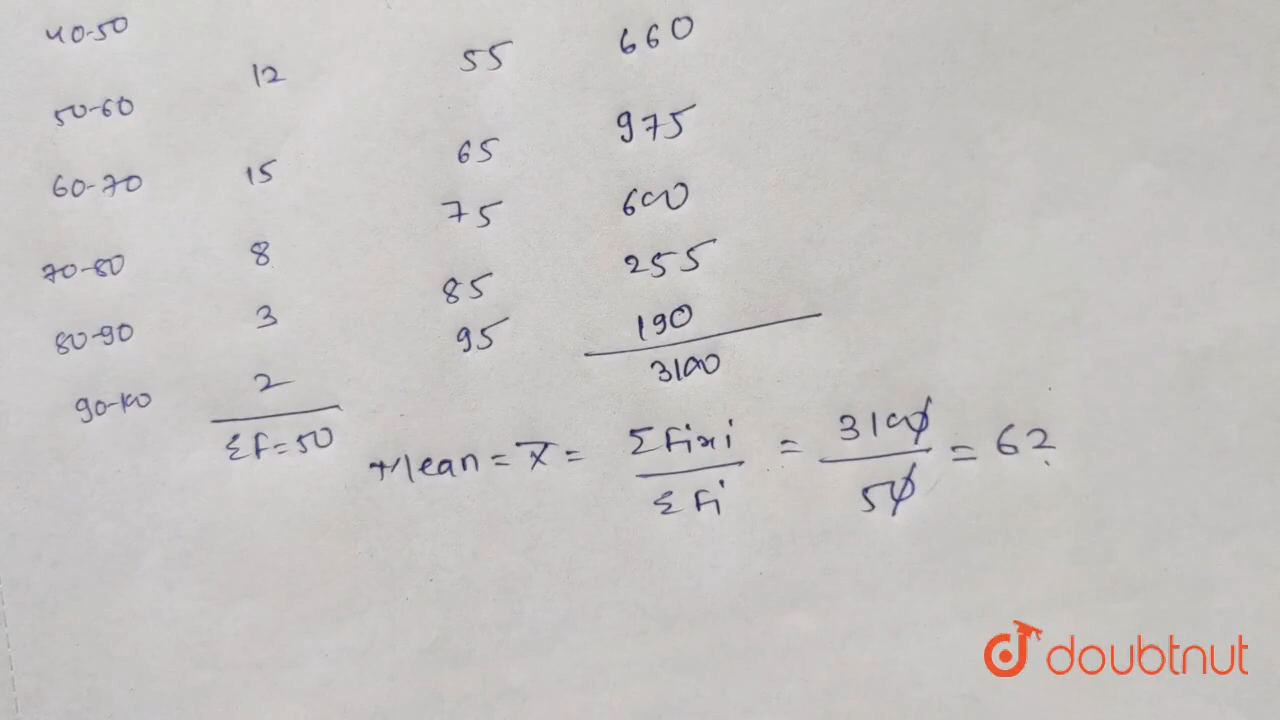 40-50
12 55 660
50-60
65 975
60-70 15
75 600
70-80 8
85 255
80-90 3
95 190
90-100 2
3100
Σf=50
Mean = x̄ = Σfixi / Σfi = 3100 / 50 = 62
doubtnut